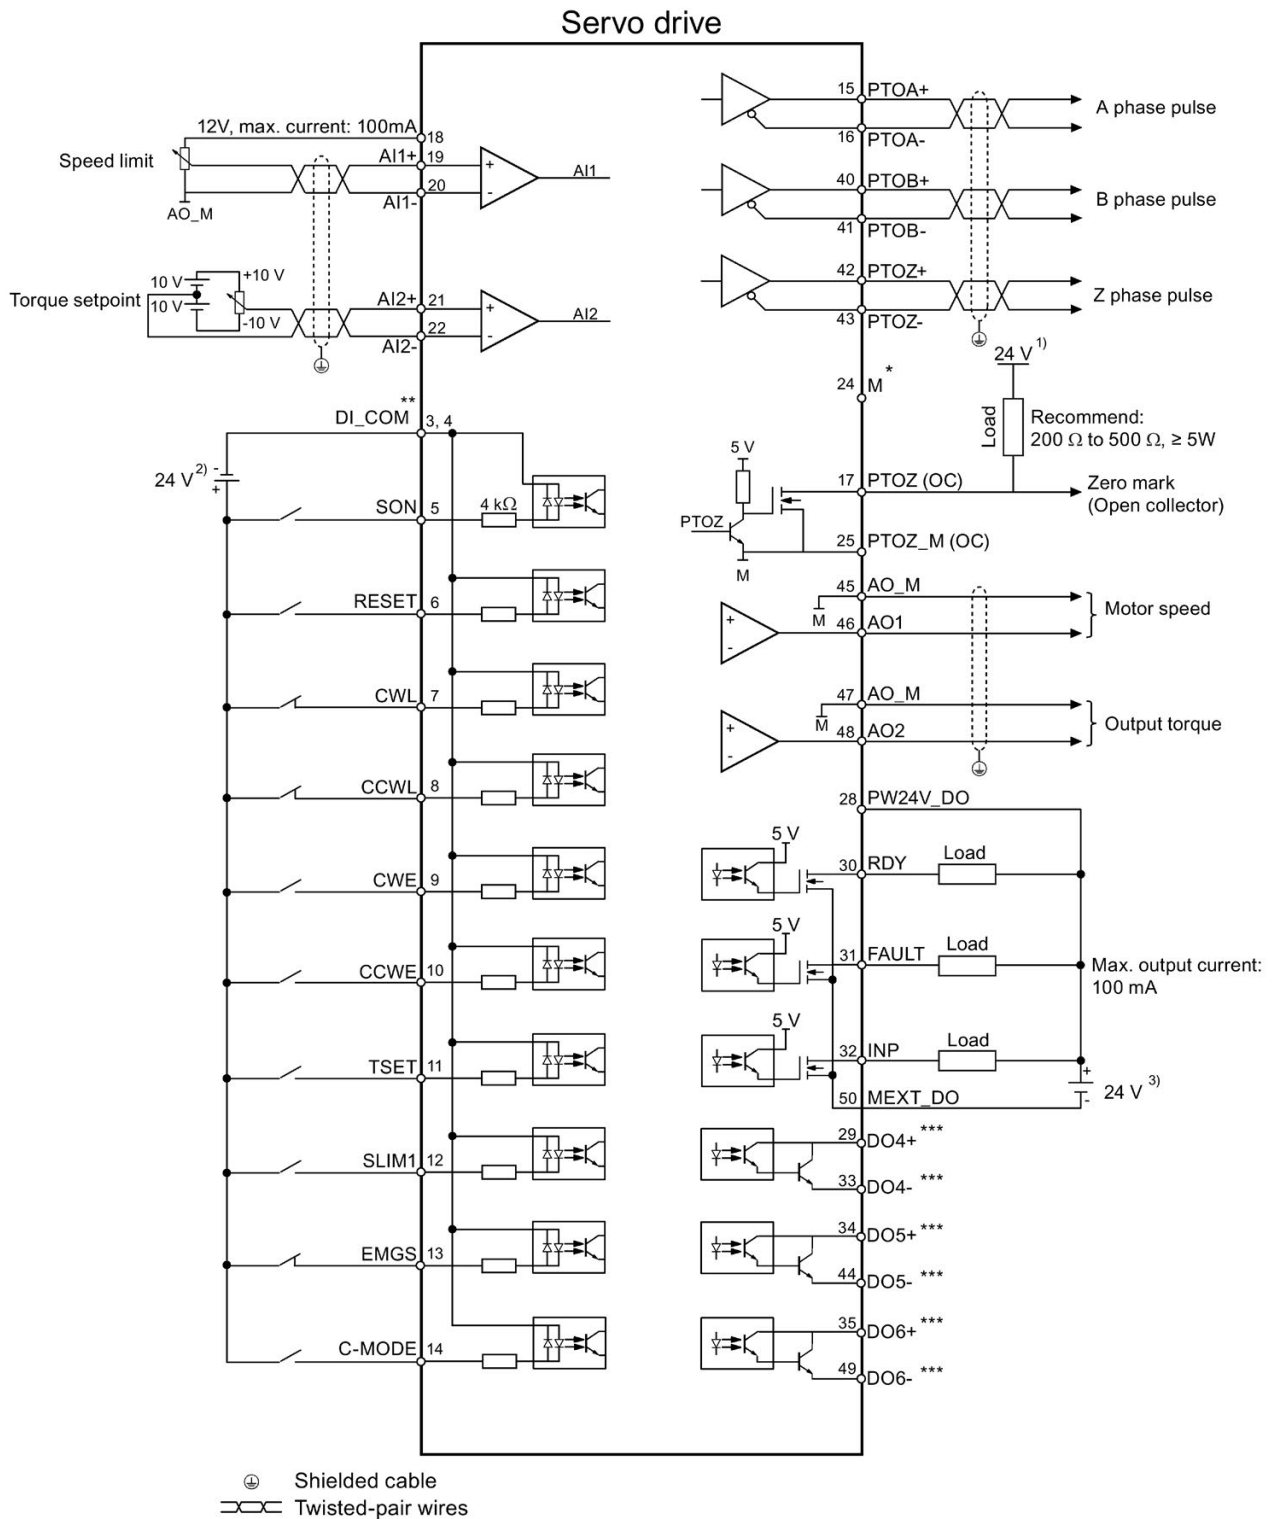 Servo drive
12V, max. current: 100mA
18
Speed limit
AI1+
19
AI1
20
AI1-
AO_M
+
-
10 V
+10 V
Torque setpoint
10 V
-10 V
AI2+
21
AI2
22
AI2-
+
-
**
DI_COM
3, 4
24 V 2)
-
+
SON
5
4 kΩ
RESET
6
CWL
7
CCWL
8
CWE
9
CCWE
10
TSET
11
SLIM1
12
EMGS
13
C-MODE
14
15
PTOA+
A phase pulse
16
PTOA-
40
PTOB+
B phase pulse
41
PTOB-
42
PTOZ+
Z phase pulse
43
PTOZ-
24 V 1)
24
M *
Load
Recommend:
200 Ω to 500 Ω, ≥ 5W
5 V
17
PTOZ (OC)
Zero mark
(Open collector)
PTOZ
25
PTOZ_M (OC)
M
45
AO_M
Motor speed
M
46
AO1
+
-
47
AO_M
Output torque
M
48
AO2
+
-
28
PW24V_DO
5 V
30
RDY
Load
5 V
31
FAULT
Load
Max. output current:
100 mA
5 V
32
INP
Load
+
24 V 3)
-
50
MEXT_DO
29
DO4+ ***
33
DO4- ***
34
DO5+ ***
44
DO5- ***
35
DO6+ ***
49
DO6- ***
Shielded cable
Twisted-pair wires